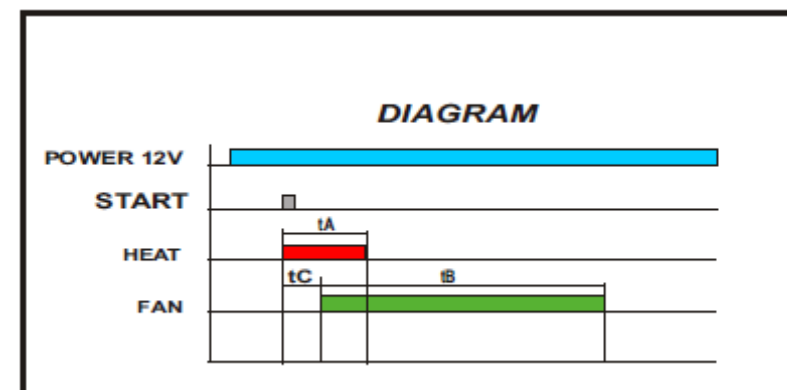 DIAGRAM
POWER 12V
START
tA
HEAT
tC tB
FAN